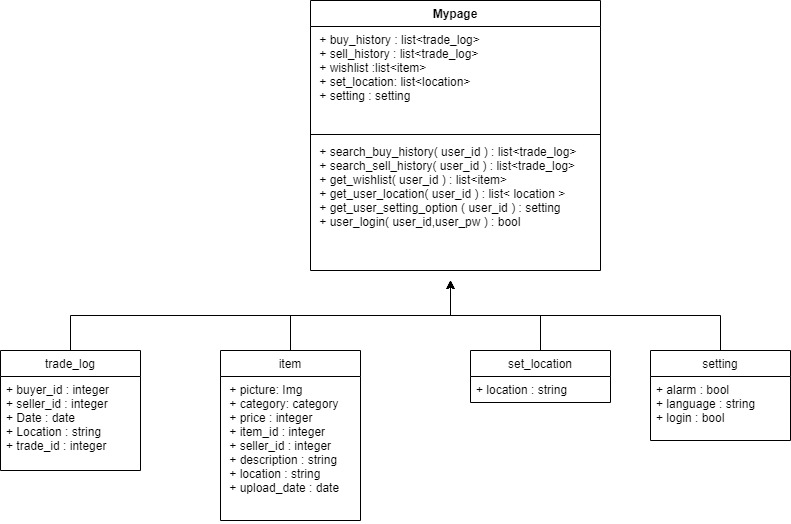 Mypage
+ buy_history : list<trade_log>
+ sell_history : list<trade_log>
+ wishlist :list<item>
+ set_location: list<location>
+ setting : setting
+ search_buy_history( user_id ) : list<trade_log>
+ search_sell_history( user_id ) : list<trade_log>
+ get_wishlist( user_id ) : list<item>
+ get_user_location( user_id ) : list< location >
+ get_user_setting_option ( user_id ) : setting
+ user_login( user_id,user_pw ) : bool
trade_log
+ buyer_id : integer
+ seller_id : integer
+ Date : date
+ Location : string
+ trade_id : integer
item
+ picture: Img
+ category: category
+ price : integer
+ item_id : integer
+ seller_id : integer
+ description : string
+ location : string
+ upload_date : date
set_location
+ location : string
setting
+ alarm : bool
+ language : string
+ login : bool